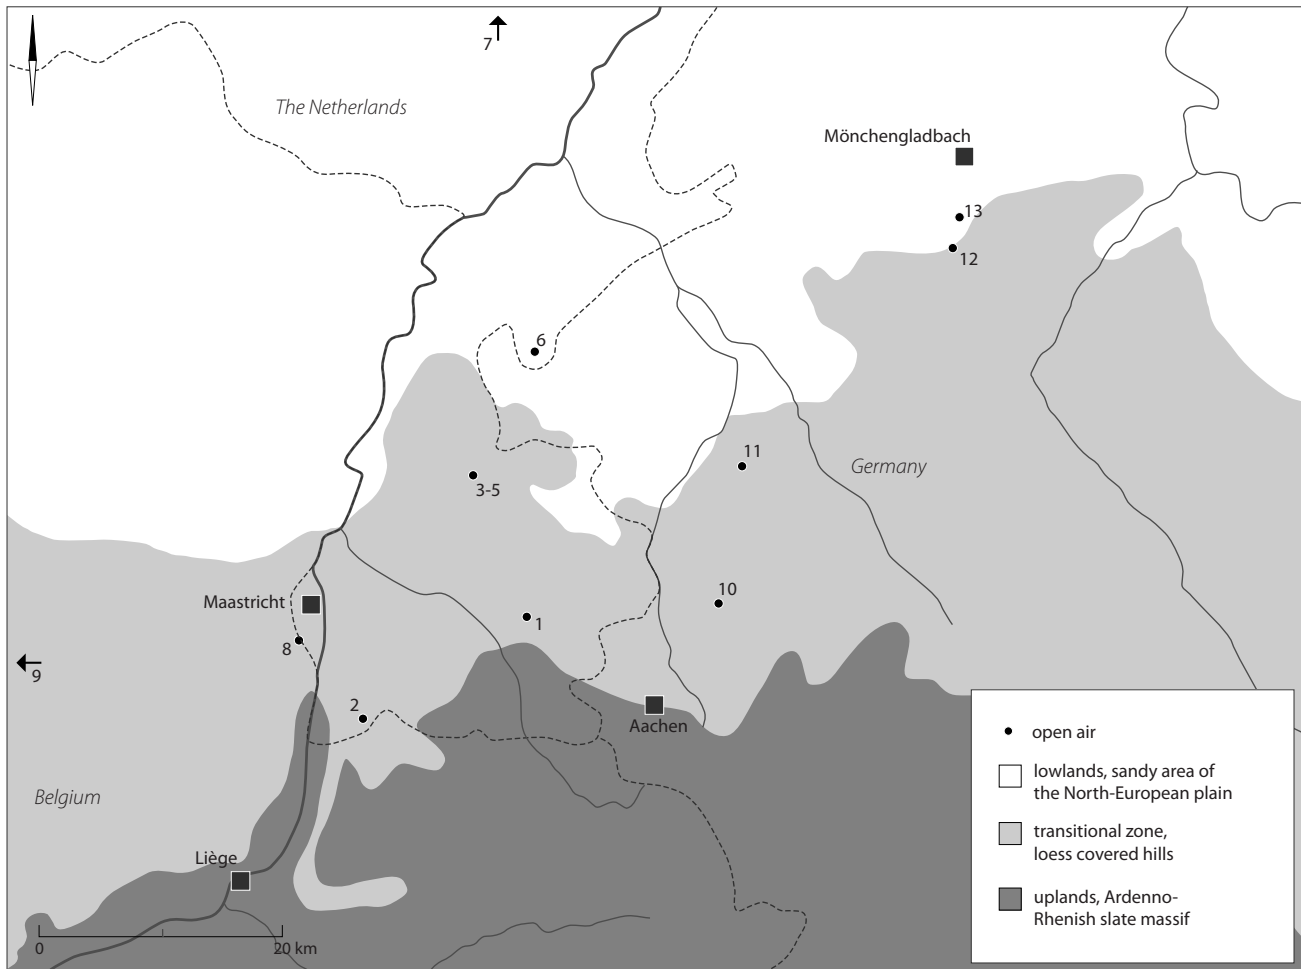 7
The Netherlands
Mönchengladbach
13
12
6
11
Germany
3-5
10
Maastricht
1
8
9
2
Aachen
open air
lowlands, sandy area of
the North-European plain
Belgium
transitional zone,
loess covered hills
Liège
uplands, Ardenno-
Rhenish slate massif
0
20 km